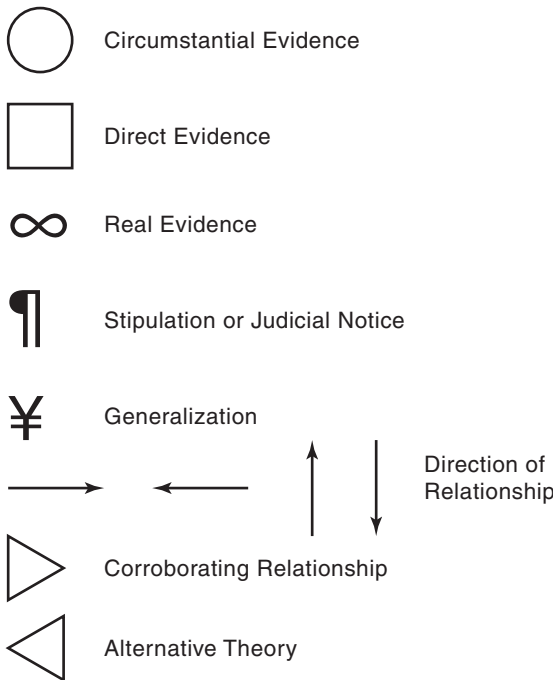 Circumstantial Evidence
Direct Evidence
∞ Real Evidence
¶ Stipulation or Judicial Notice
¥ Generalization
Direction of
Relationship
Corroborating Relationship
Alternative Theory